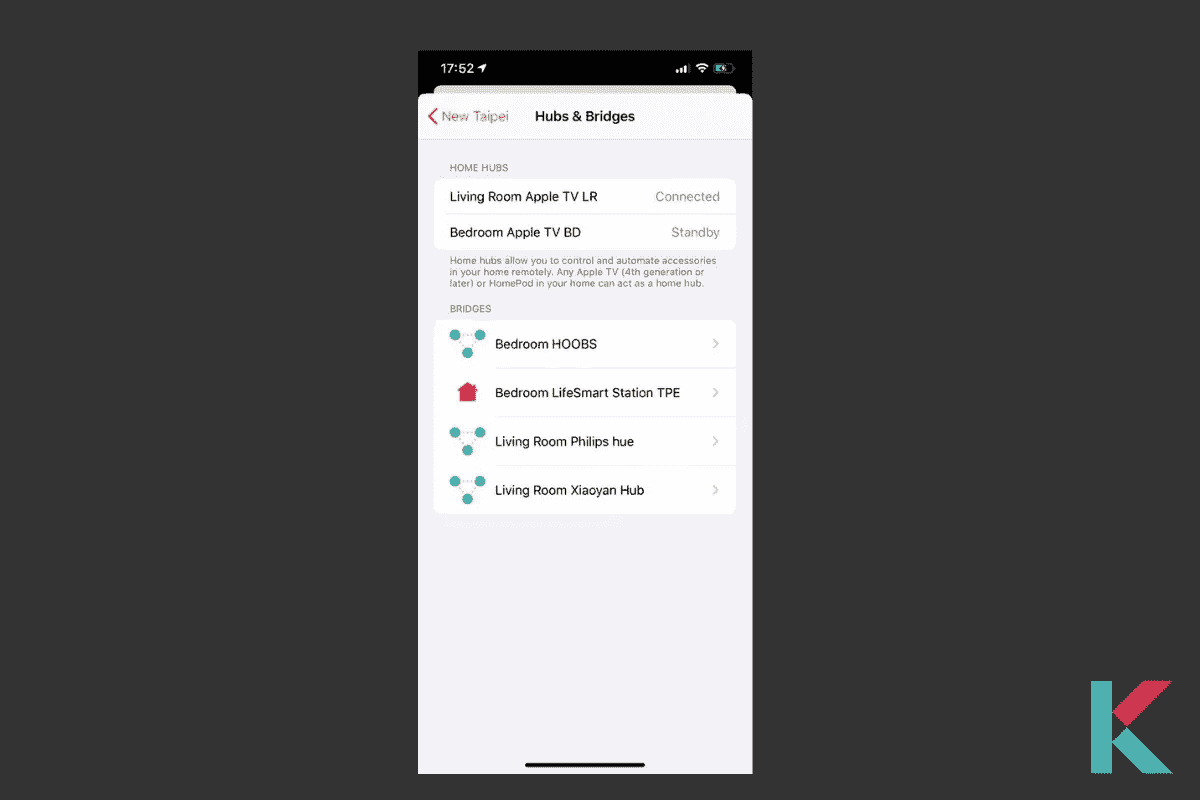 17:52
New Taipei
Hubs & Bridges
HOME HUBS
Living Room Apple TV LR Connected
Bedroom Apple TV BD Standby
Home hubs allow you to control and automate accessories
in your home remotely. Any Apple TV (4th generation or
later) or HomePod in your home can act as a home hub.
BRIDGES
Bedroom HOOBS
Bedroom LifeSmart Station TPE
Living Room Philips hue
Living Room Xiaoyan Hub
K